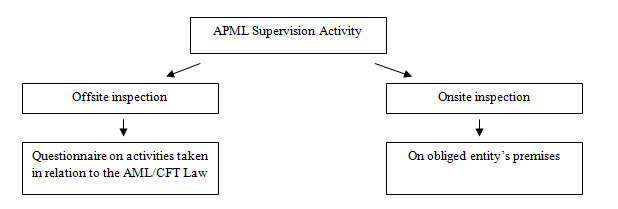 APML Supervision Activity
Offsite inspection
Onsite inspection
Questionnaire on activities taken
in relation to the AML/CFT Law
On obliged entity's premises